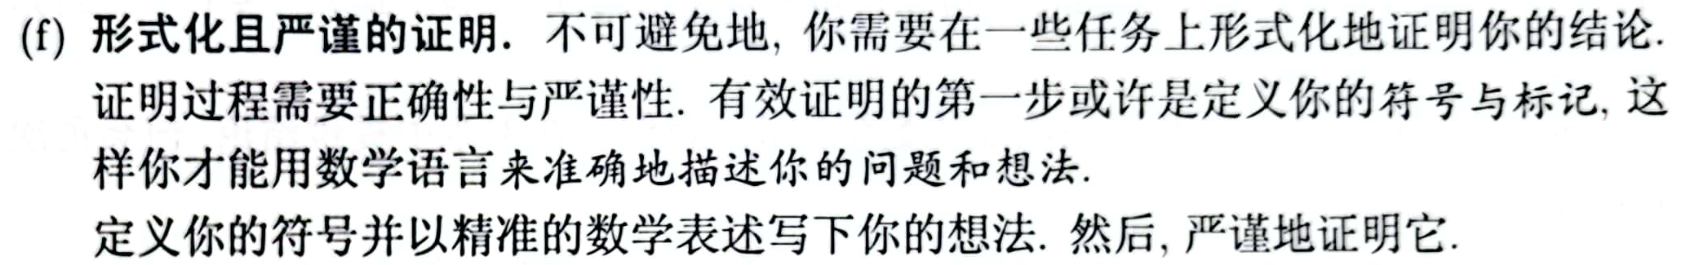 (f) 形式化且严谨的证明. 不可避免地, 你需要在一些任务上形式化地证明你的结论.
证明过程需要正确性与严谨性. 有效证明的第一步或许是定义你的符号与标记, 这
样你才能用数学语言来准确地描述你的问题和想法.
定义你的符号并以精准的数学表述写下你的想法. 然后, 严谨地证明它.